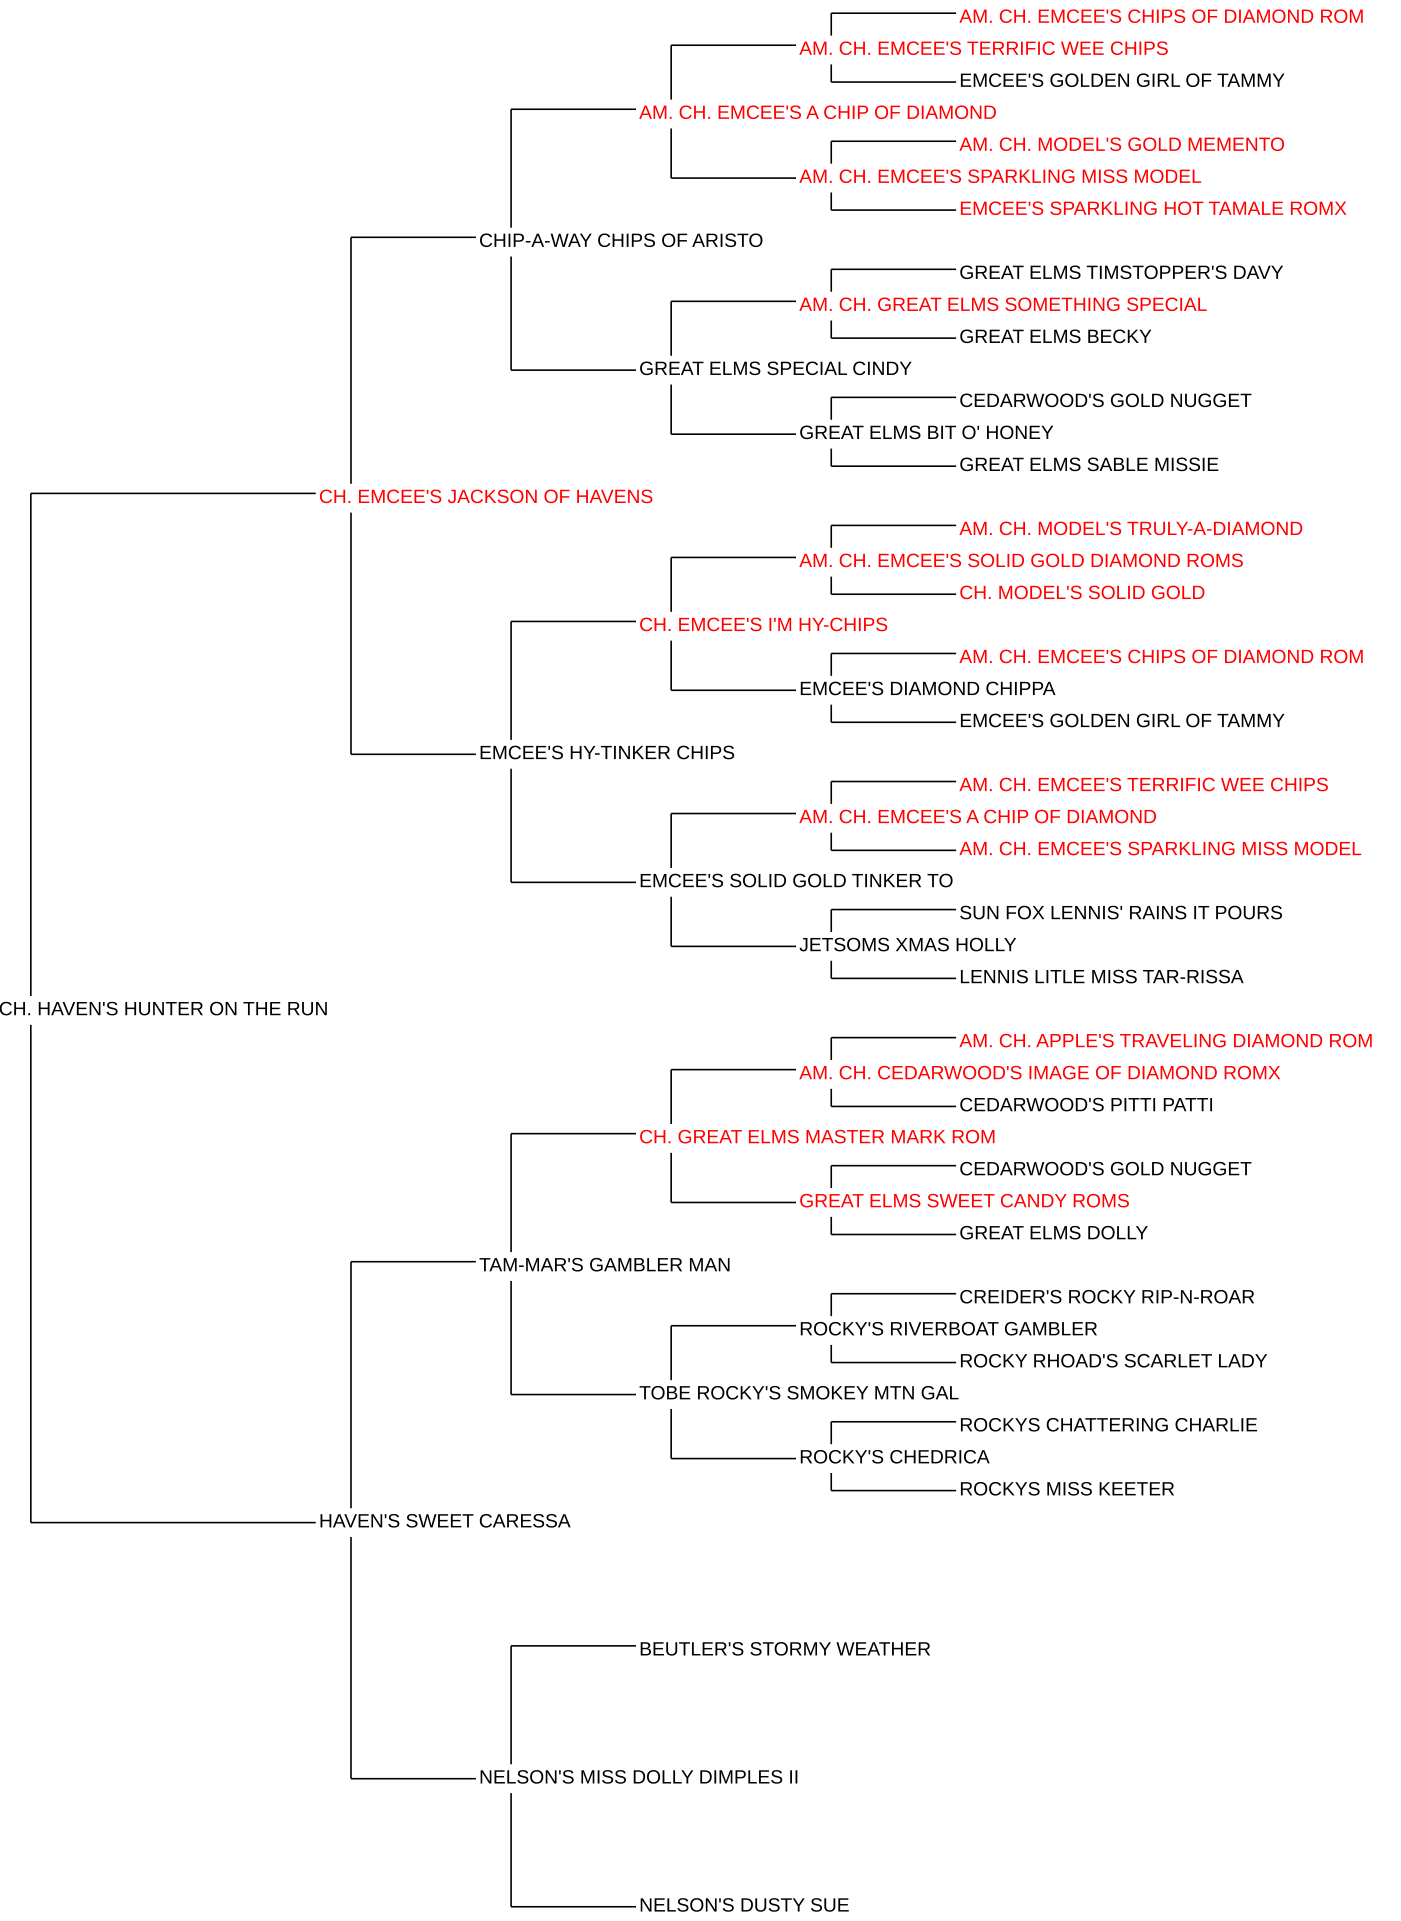 AM. CH. EMCEE'S CHIPS OF DIAMOND ROM
AM. CH. EMCEE'S TERRIFIC WEE CHIPS
EMCEE'S GOLDEN GIRL OF TAMMY
AM. CH. EMCEE'S A CHIP OF DIAMOND
AM. CH. MODEL'S GOLD MEMENTO
AM. CH. EMCEE'S SPARKLING MISS MODEL
EMCEE'S SPARKLING HOT TAMALE ROMX
CHIP-A-WAY CHIPS OF ARISTO
GREAT ELMS TIMSTOPPER'S DAVY
AM. CH. GREAT ELMS SOMETHING SPECIAL
GREAT ELMS BECKY
GREAT ELMS SPECIAL CINDY
CEDARWOOD'S GOLD NUGGET
GREAT ELMS BIT O' HONEY
GREAT ELMS SABLE MISSIE
CH. EMCEE'S JACKSON OF HAVENS
AM. CH. MODEL'S TRULY-A-DIAMOND
AM. CH. EMCEE'S SOLID GOLD DIAMOND ROMS
CH. MODEL'S SOLID GOLD
CH. EMCEE'S I'M HY-CHIPS
AM. CH. EMCEE'S CHIPS OF DIAMOND ROM
EMCEE'S DIAMOND CHIPPA
EMCEE'S GOLDEN GIRL OF TAMMY
EMCEE'S HY-TINKER CHIPS
AM. CH. EMCEE'S TERRIFIC WEE CHIPS
AM. CH. EMCEE'S A CHIP OF DIAMOND
AM. CH. EMCEE'S SPARKLING MISS MODEL
EMCEE'S SOLID GOLD TINKER TO
SUN FOX LENNIS' RAINS IT POURS
JETSOMS XMAS HOLLY
LENNIS LITLE MISS TAR-RISSA
CH. HAVEN'S HUNTER ON THE RUN
AM. CH. APPLE'S TRAVELING DIAMOND ROM
AM. CH. CEDARWOOD'S IMAGE OF DIAMOND ROMX
CEDARWOOD'S PITTI PATTI
CH. GREAT ELMS MASTER MARK ROM
CEDARWOOD'S GOLD NUGGET
GREAT ELMS SWEET CANDY ROMS
GREAT ELMS DOLLY
TAM-MAR'S GAMBLER MAN
CREIDER'S ROCKY RIP-N-ROAR
ROCKY'S RIVERBOAT GAMBLER
ROCKY RHOAD'S SCARLET LADY
TOBE ROCKY'S SMOKEY MTN GAL
ROCKYS CHATTERING CHARLIE
ROCKY'S CHEDRICA
ROCKYS MISS KEETER
HAVEN'S SWEET CARESSA
BEUTLER'S STORMY WEATHER
NELSON'S MISS DOLLY DIMPLES II
NELSON'S DUSTY SUE